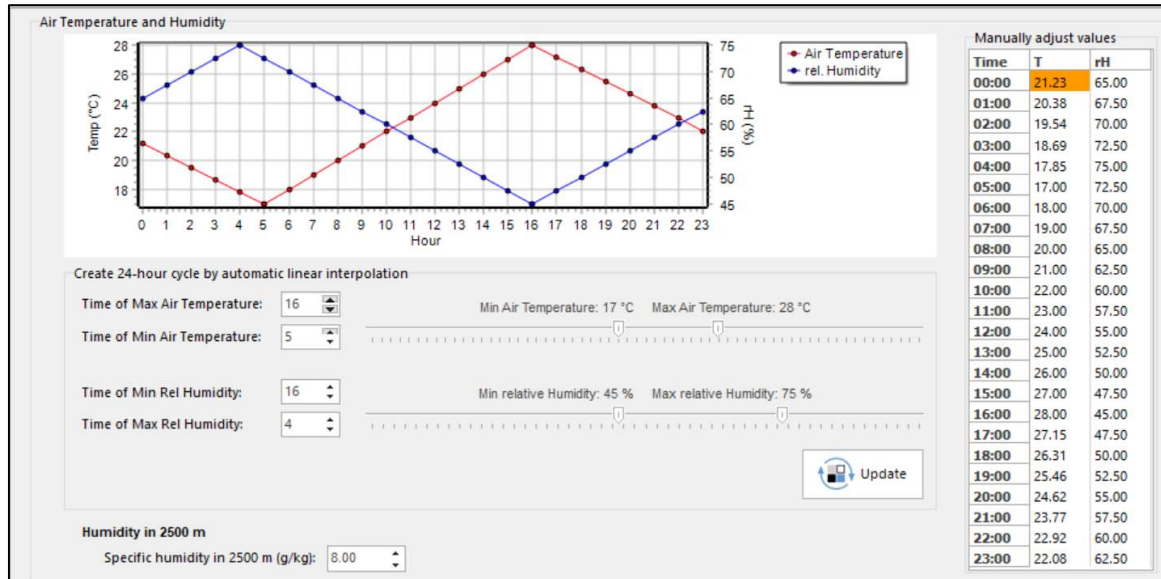 Air Temperature and Humidity
28
26
24
22
20
18
Temp (°C)
75
70
65
60
55
50
45
rH (%)
0 1 2 3 4 5 6 7 8 9 10 11 12 13 14 15 16 17 18 19 20 21 22 23
Hour
Air Temperature
rel. Humidity
Create 24-hour cycle by automatic linear interpolation
Time of Max Air Temperature: 16
Min Air Temperature: 17 °C Max Air Temperature: 28 °C
Time of Min Air Temperature: 5
Time of Min Rel Humidity: 16
Min relative Humidity: 45 % Max relative Humidity: 75 %
Time of Max Rel Humidity: 4
Update
Humidity in 2500 m
Specific humidity in 2500 m (g/kg): 8.00
Manually adjust values
Time T rH
00:00 21.23 65.00
01:00 20.38 67.50
02:00 19.54 70.00
03:00 18.69 72.50
04:00 17.85 75.00
05:00 17.00 72.50
06:00 18.00 70.00
07:00 19.00 67.50
08:00 20.00 65.00
09:00 21.00 62.50
10:00 22.00 60.00
11:00 23.00 57.50
12:00 24.00 55.00
13:00 25.00 52.50
14:00 26.00 50.00
15:00 27.00 47.50
16:00 28.00 45.00
17:00 27.15 47.50
18:00 26.31 50.00
19:00 25.46 52.50
20:00 24.62 55.00
21:00 23.77 57.50
22:00 22.92 60.00
23:00 22.08 62.50